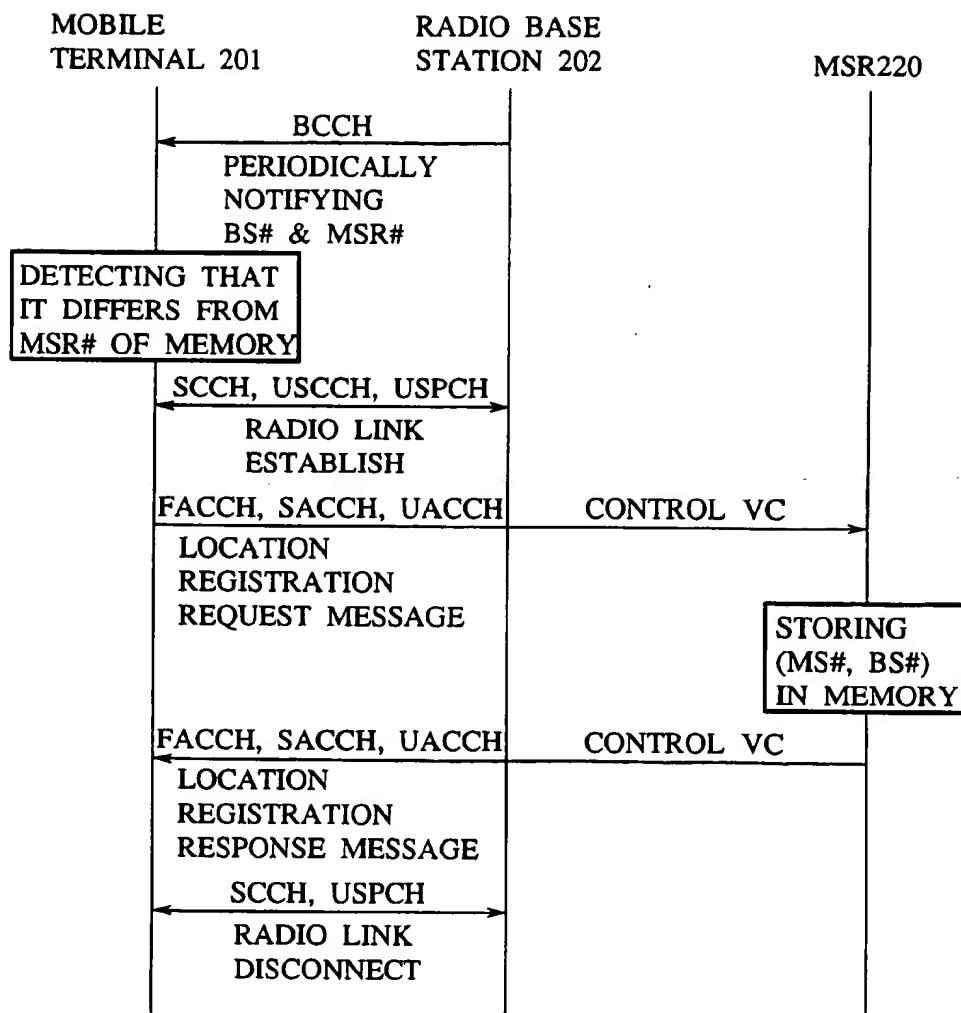 MOBILE
TERMINAL 201
RADIO BASE
STATION 202
MSR220
BCCH
PERIODICALLY
NOTIFYING
BS# & MSR#
DETECTING THAT
IT DIFFERS FROM
MSR# OF MEMORY
SCCH, USCCH, USPCH
RADIO LINK
ESTABLISH
FACCH, SACCH, UACCH
CONTROL VC
LOCATION
REGISTRATION
REQUEST MESSAGE
STORING
(MS#, BS#)
IN MEMORY
FACCH, SACCH, UACCH
CONTROL VC
LOCATION
REGISTRATION
RESPONSE MESSAGE
SCCH, USPCH
RADIO LINK
DISCONNECT